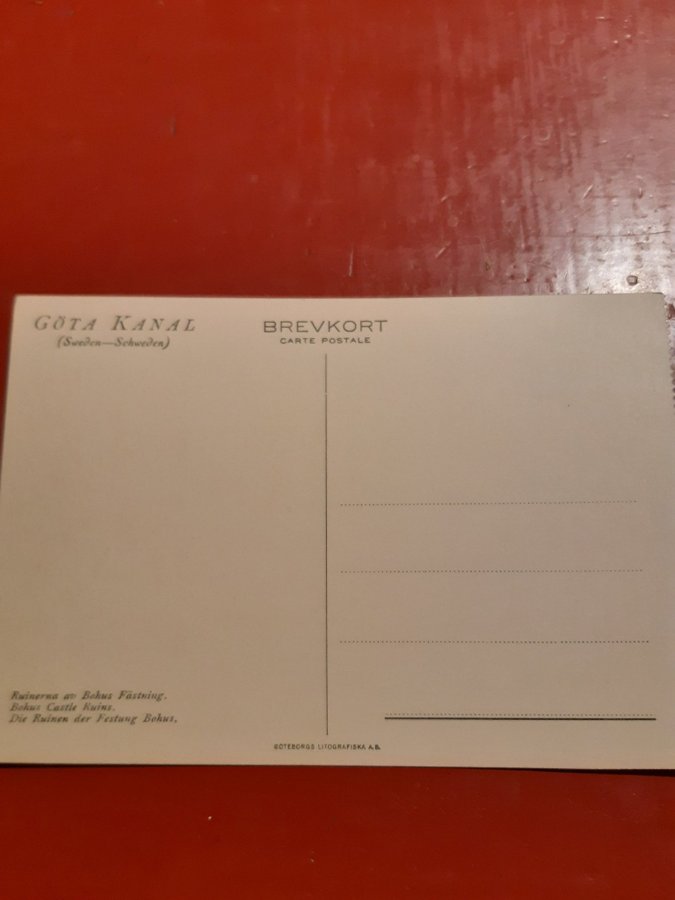 GÖTA KANAL
(Sweden—Schweden)
BREVKORT
CARTE POSTALE
Ruinerna av Bohus Fästning.
Bohus Castle Ruins.
Die Ruinen der Festung Bohus.
GÖTEBORGS LITOGRAFISKA A.B.